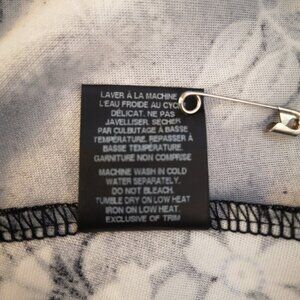 LAVER À LA MACHINE
L'EAU FROIDE AU CYC
DÉLICAT. NE PAS
JAVELLISER. SÉCHER
PAR CULBUTAGE À BASSE
TEMPÉRATURE. REPASSER À
BASSE TEMPÉRATURE.
GARNITURE NON COMPRISE
MACHINE WASH IN COLD
WATER SEPARATELY.
DO NOT BLEACH.
TUMBLE DRY ON LOW HEAT
IRON ON LOW HEAT.
EXCLUSIVE OF TRIM